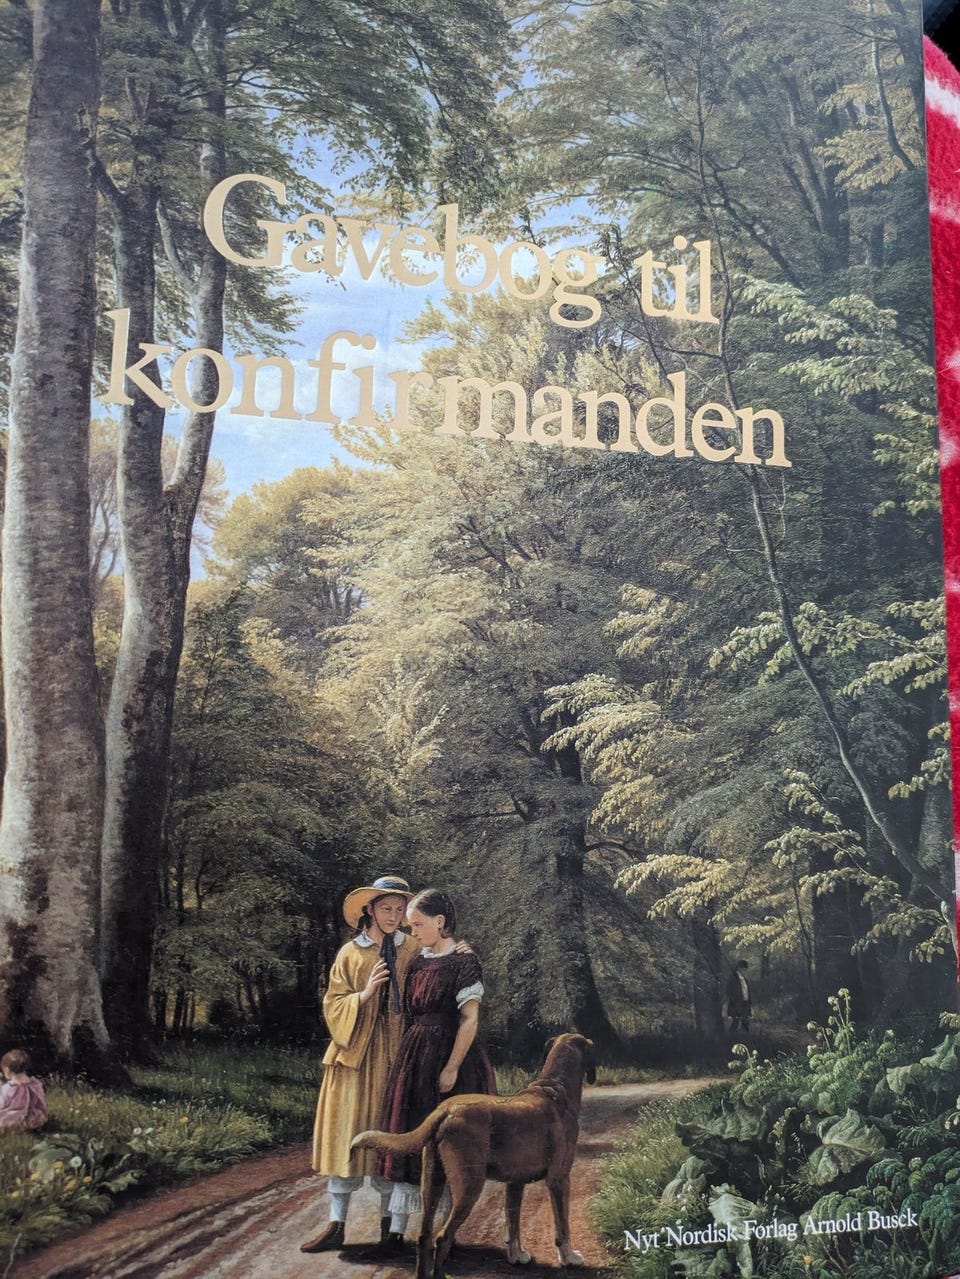 Gavebog til
konfirmanden
Nyt Nordisk Forlag Arnold Busck